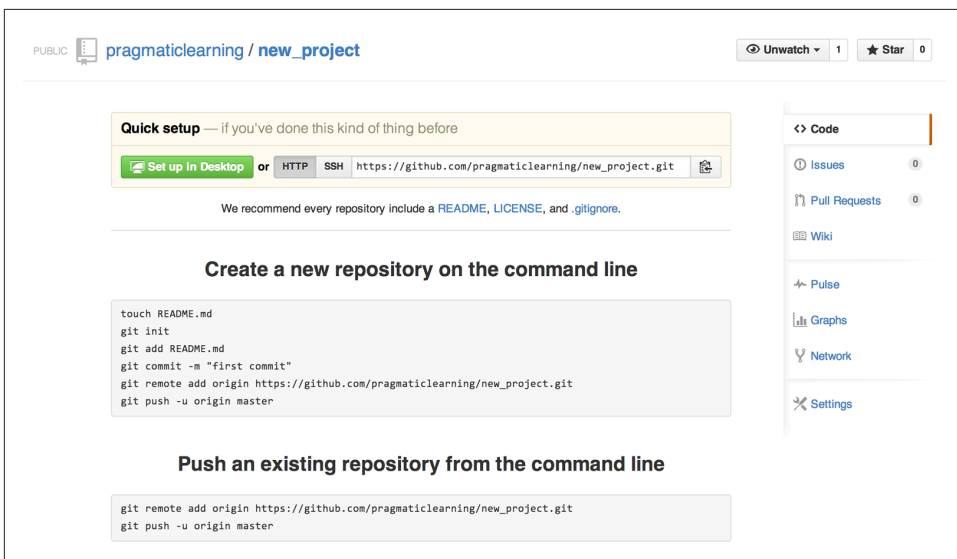 PUBLIC pragmaticlearning / new_project
Unwatch 1 Star 0
Quick setup — if you've done this kind of thing before
Set up in Desktop or HTTP SSH https://github.com/pragmaticlearning/new_project.git
We recommend every repository include a README, LICENSE, and .gitignore.
Create a new repository on the command line
touch README.md
git init
git add README.md
git commit -m "first commit"
git remote add origin https://github.com/pragmaticlearning/new_project.git
git push -u origin master
Push an existing repository from the command line
git remote add origin https://github.com/pragmaticlearning/new_project.git
git push -u origin master
<> Code
Issues 0
Pull Requests 0
Wiki
Pulse
Graphs
Network
Settings